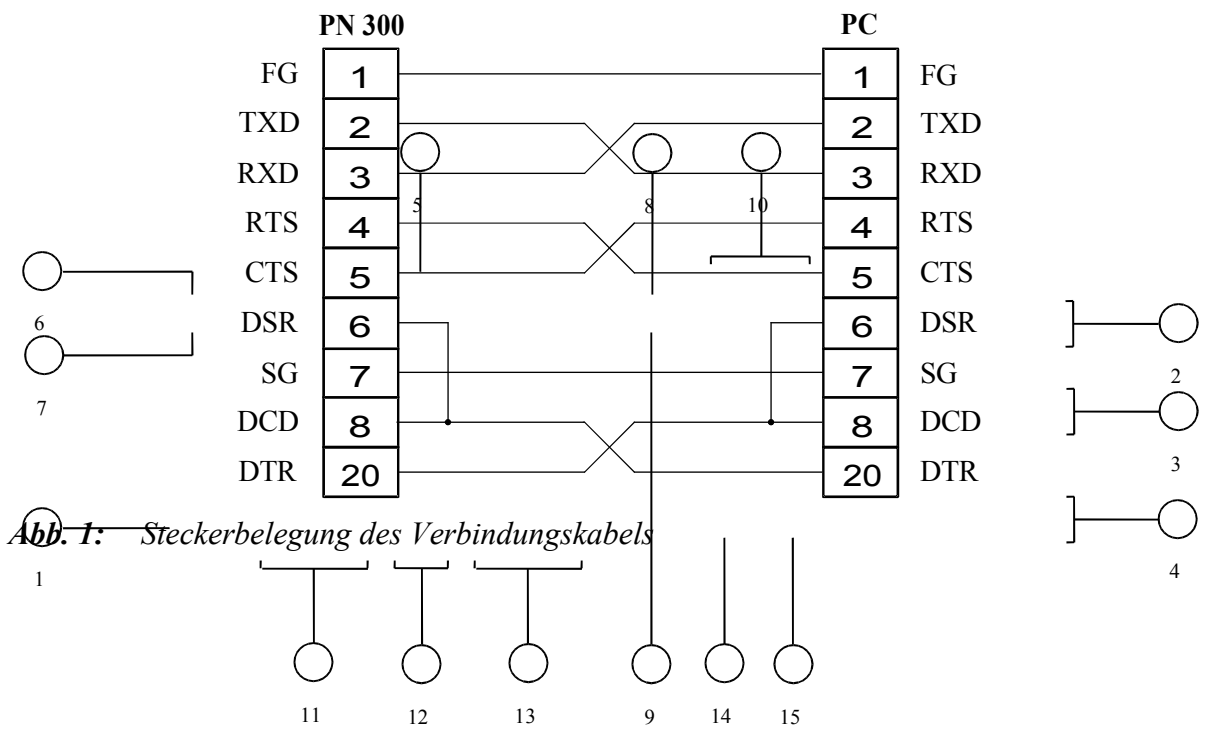 PN 300 PC
FG 1 1 FG
TXD 2 2 TXD
RXD 3 3 RXD
5 8 10
RTS 4 4 RTS
CTS 5 5 CTS
6
DSR 6 6 DSR
SG 7 7 SG
2
7
DCD 8 8 DCD
3
DTR 20 20 DTR
Abb. 1: Steckerbelegung des Verbindungskabels
1
4
11 12 13 9 14 15